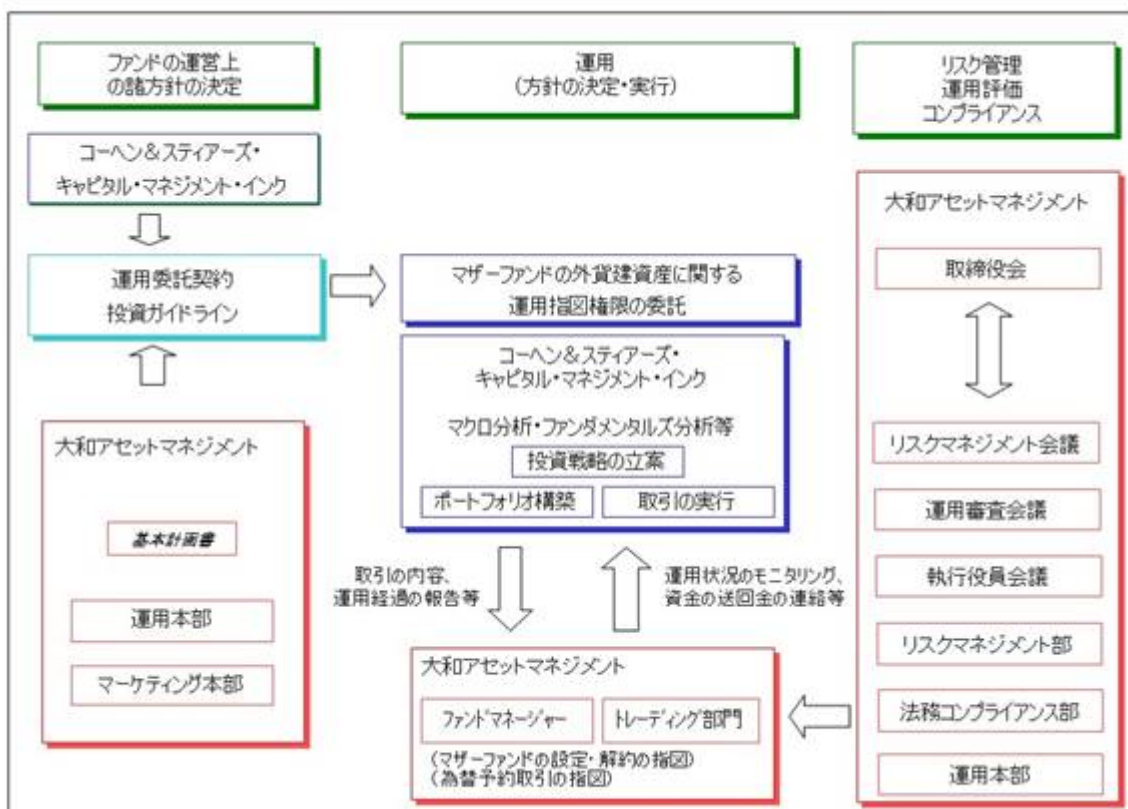 ファンドの運営上
の諸方針の決定
運用
(方針の決定・実行)
リスク管理
運用評価
コンプライアンス
コーヘン&スティアーズ・
キャピタル・マネジメント・インク
運用委託契約
投資ガイドライン
マザーファンドの外貨建資産に関する
運用指図権限の委託
コーヘン&スティアーズ・
キャピタル・マネジメント・インク
マクロ分析・ファンダメンタルズ分析等
投資戦略の立案
ポートフォリオ構築
取引の実行
大和アセットマネジメント
基本計画書
運用本部
マーケティング本部
取引の内容、
運用経過の報告等
運用状況のモニタリング、
資金の送回金の連絡等
大和アセットマネジメント
ファンドマネージャー
トレーディング部門
(マザーファンドの設定・解約の指図)
(為替予約取引の指図)
大和アセットマネジメント
取締役会
リスクマネジメント会議
運用審査会議
執行役員会議
リスクマネジメント部
法務コンプライアンス部
運用本部